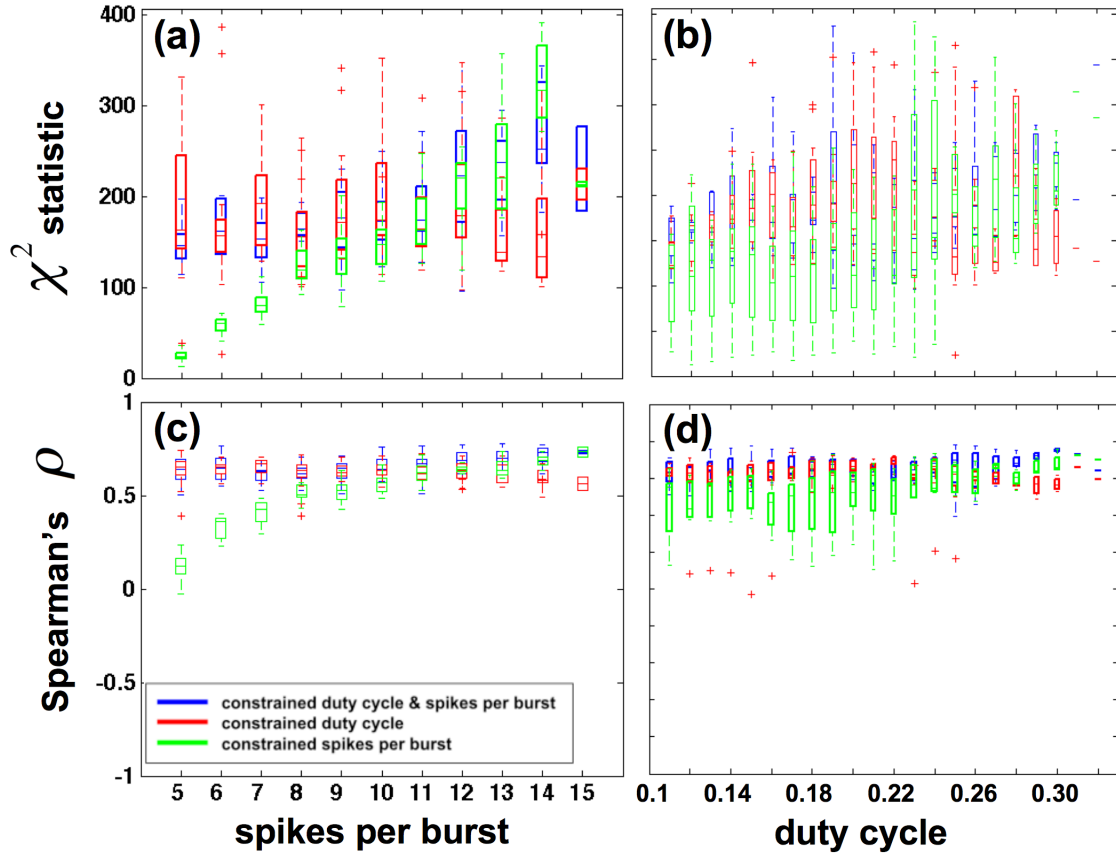 (a)
(b)
χ² statistic
400
300
200
100
0
(c)
(d)
Spearman's ρ
1
0.5
0
-0.5
-1
constrained duty cycle & spikes per burst
constrained duty cycle
constrained spikes per burst
5 6 7 8 9 10 11 12 13 14 15
0.1 0.14 0.18 0.22 0.26 0.30
spikes per burst
duty cycle